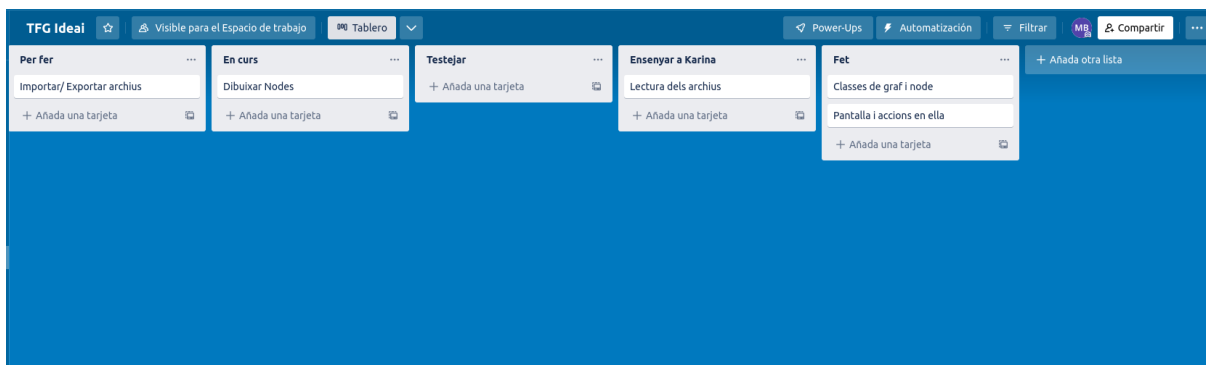 TFG Ideai
Visible para el Espacio de trabajo
Tablero
Power-Ups
Automatización
Filtrar
MB
Compartir
Per fer
Importar/ Exportar archius
Añada una tarjeta
En curs
Dibuixar Nodes
Añada una tarjeta
Testejar
Añada una tarjeta
Ensenyar a Karina
Lectura dels archius
Añada una tarjeta
Fet
Classes de graf i node
Pantalla i accions en ella
Añada una tarjeta
Añada otra lista